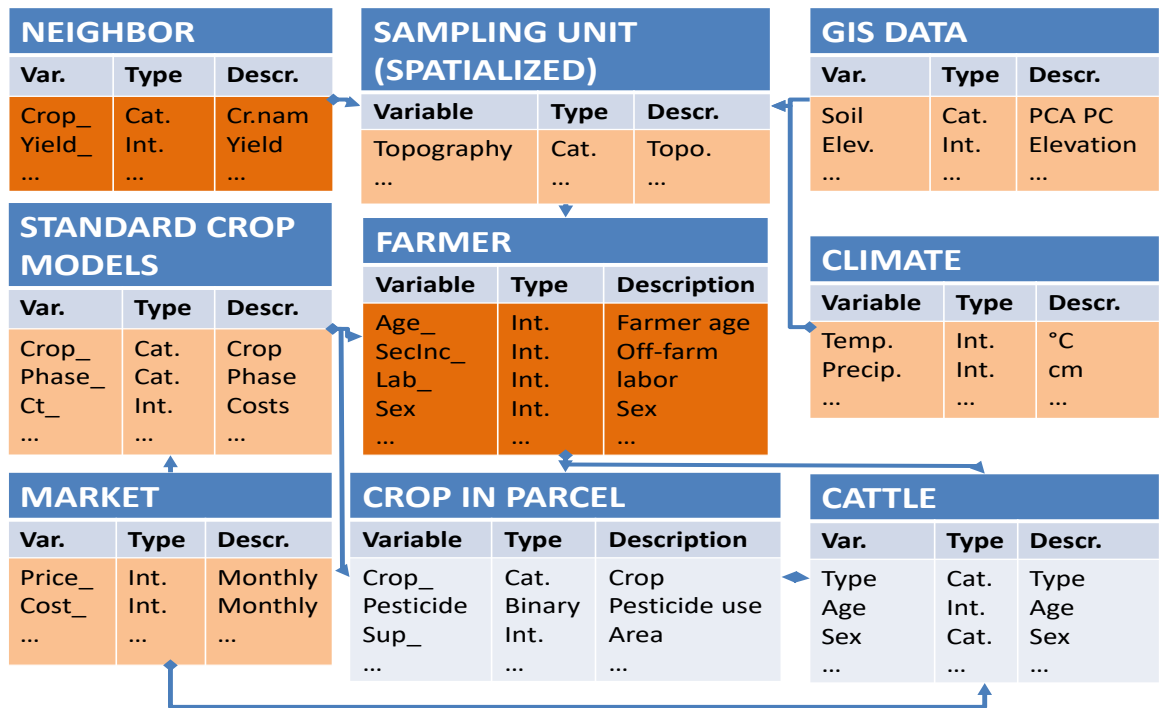 NEIGHBOR
Var. Type Descr.
Crop_ Cat. Cr.nam
Yield_ Int. Yield
... ... ...
SAMPLING UNIT
(SPATIALIZED)
Variable Type Descr.
Topography Cat. Topo.
... ... ...
GIS DATA
Var. Type Descr.
Soil Cat. PCA PC
Elev. Int. Elevation
... ... ...
STANDARD CROP
MODELS
Var. Type Descr.
Crop_ Cat. Crop
Phase_ Cat. Phase
Ct_ Int. Costs
... ... ...
FARMER
Variable Type Description
Age_ Int. Farmer age
SecInc_ Int. Off-farm
Lab_ Int. labor
Sex Int. Sex
... ... ...
CLIMATE
Variable Type Descr.
Temp. Int. °C
Precip. Int. cm
... ... ...
MARKET
Var. Type Descr.
Price_ Int. Monthly
Cost_ Int. Monthly
... ... ...
CROP IN PARCEL
Variable Type Description
Crop_ Cat. Crop
Pesticide Binary Pesticide use
Sup_ Int. Area
... ... ...
CATTLE
Var. Type Descr.
Type Cat. Type
Age Int. Age
Sex Cat. Sex
... ... ...